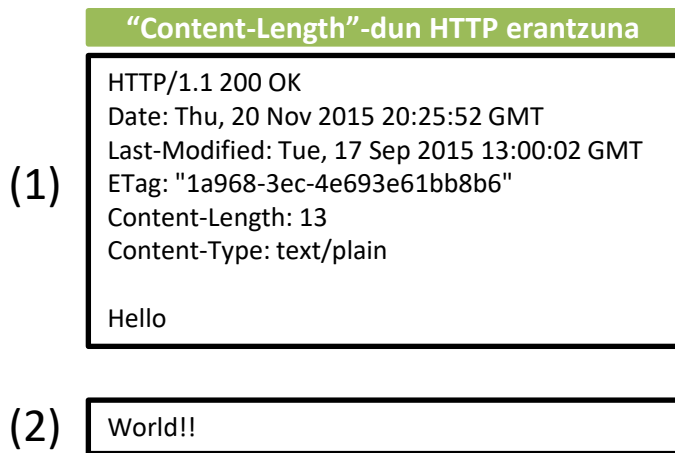 “Content-Length”-dun HTTP erantzuna
HTTP/1.1 200 OK
Date: Thu, 20 Nov 2015 20:25:52 GMT
Last-Modified: Tue, 17 Sep 2015 13:00:02 GMT
(1)
ETag: "1a968-3ec-4e693e61bb8b6"
Content-Length: 13
Content-Type: text/plain
Hello
(2)
World!!